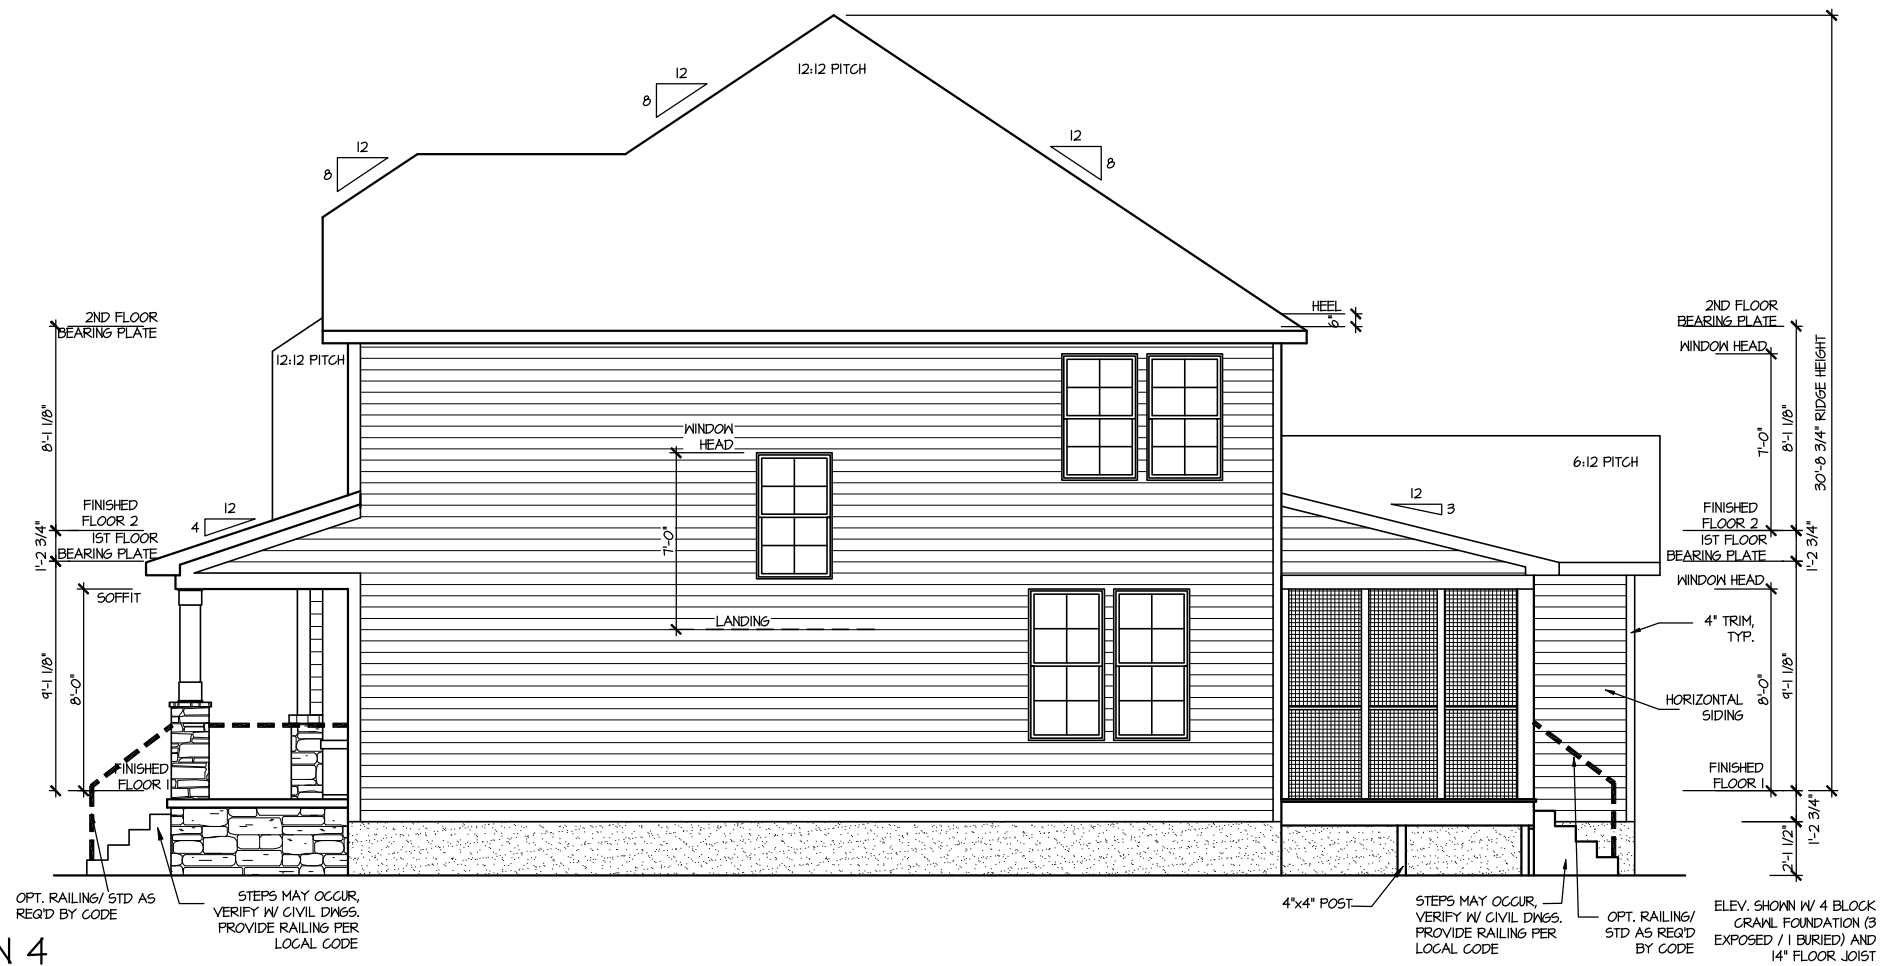 12:12 PITCH
12
8
12
8
12
8
HEEL
6"
2ND FLOOR
BEARING PLATE
12:12 PITCH
8'-1 1/8"
FINISHED
FLOOR 2
1ST FLOOR
BEARING PLATE
1'-2 3/4"
12
4
SOFFIT
9'-1 1/8"
8'-0"
FINISHED
FLOOR 1
WINDOW
HEAD
7'-0"
LANDING
2ND FLOOR
BEARING PLATE
WINDOW HEAD
7'-0"
8'-1 1/8"
30'-8 3/4" RIDGE HEIGHT
6:12 PITCH
12
3
FINISHED
FLOOR 2
1ST FLOOR
BEARING PLATE
1'-2 3/4"
WINDOW HEAD
4" TRIM,
TYP.
HORIZONTAL
SIDING
8'-0"
9'-1 1/8"
FINISHED
FLOOR 1
1'-2 3/4"
2'-1 1/2"
OPT. RAILING/ STD AS
REQ'D BY CODE
STEPS MAY OCCUR,
VERIFY W/ CIVIL DWGS.
PROVIDE RAILING PER
LOCAL CODE
4"x4" POST
STEPS MAY OCCUR,
VERIFY W/ CIVIL DWGS.
PROVIDE RAILING PER
LOCAL CODE
OPT. RAILING/
STD AS REQ'D
BY CODE
ELEV. SHOWN W/ 4 BLOCK
CRAWL FOUNDATION (3
EXPOSED / 1 BURIED) AND
14" FLOOR JOIST
N 4